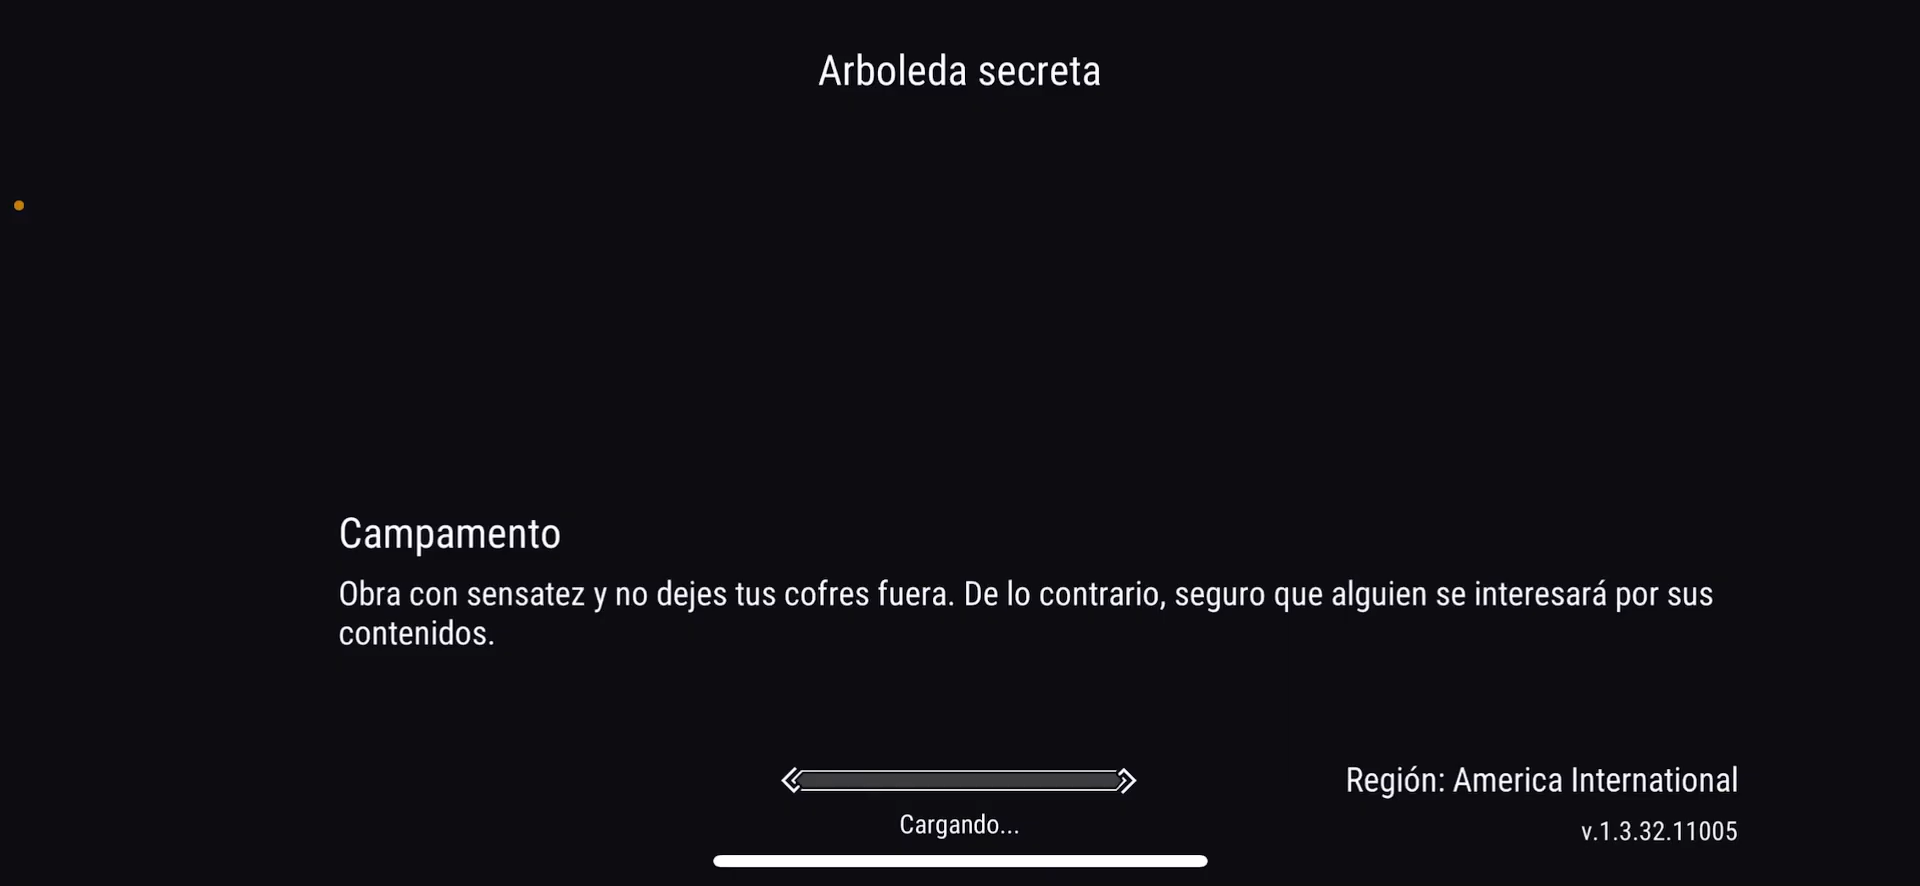 Arboleda secreta
Campamento
Obra con sensatez y no dejes tus cofres fuera. De lo contrario, seguro que alguien se interesará por sus
contenidos.
Región: America International
Cargando...
v.1.3.32.11005